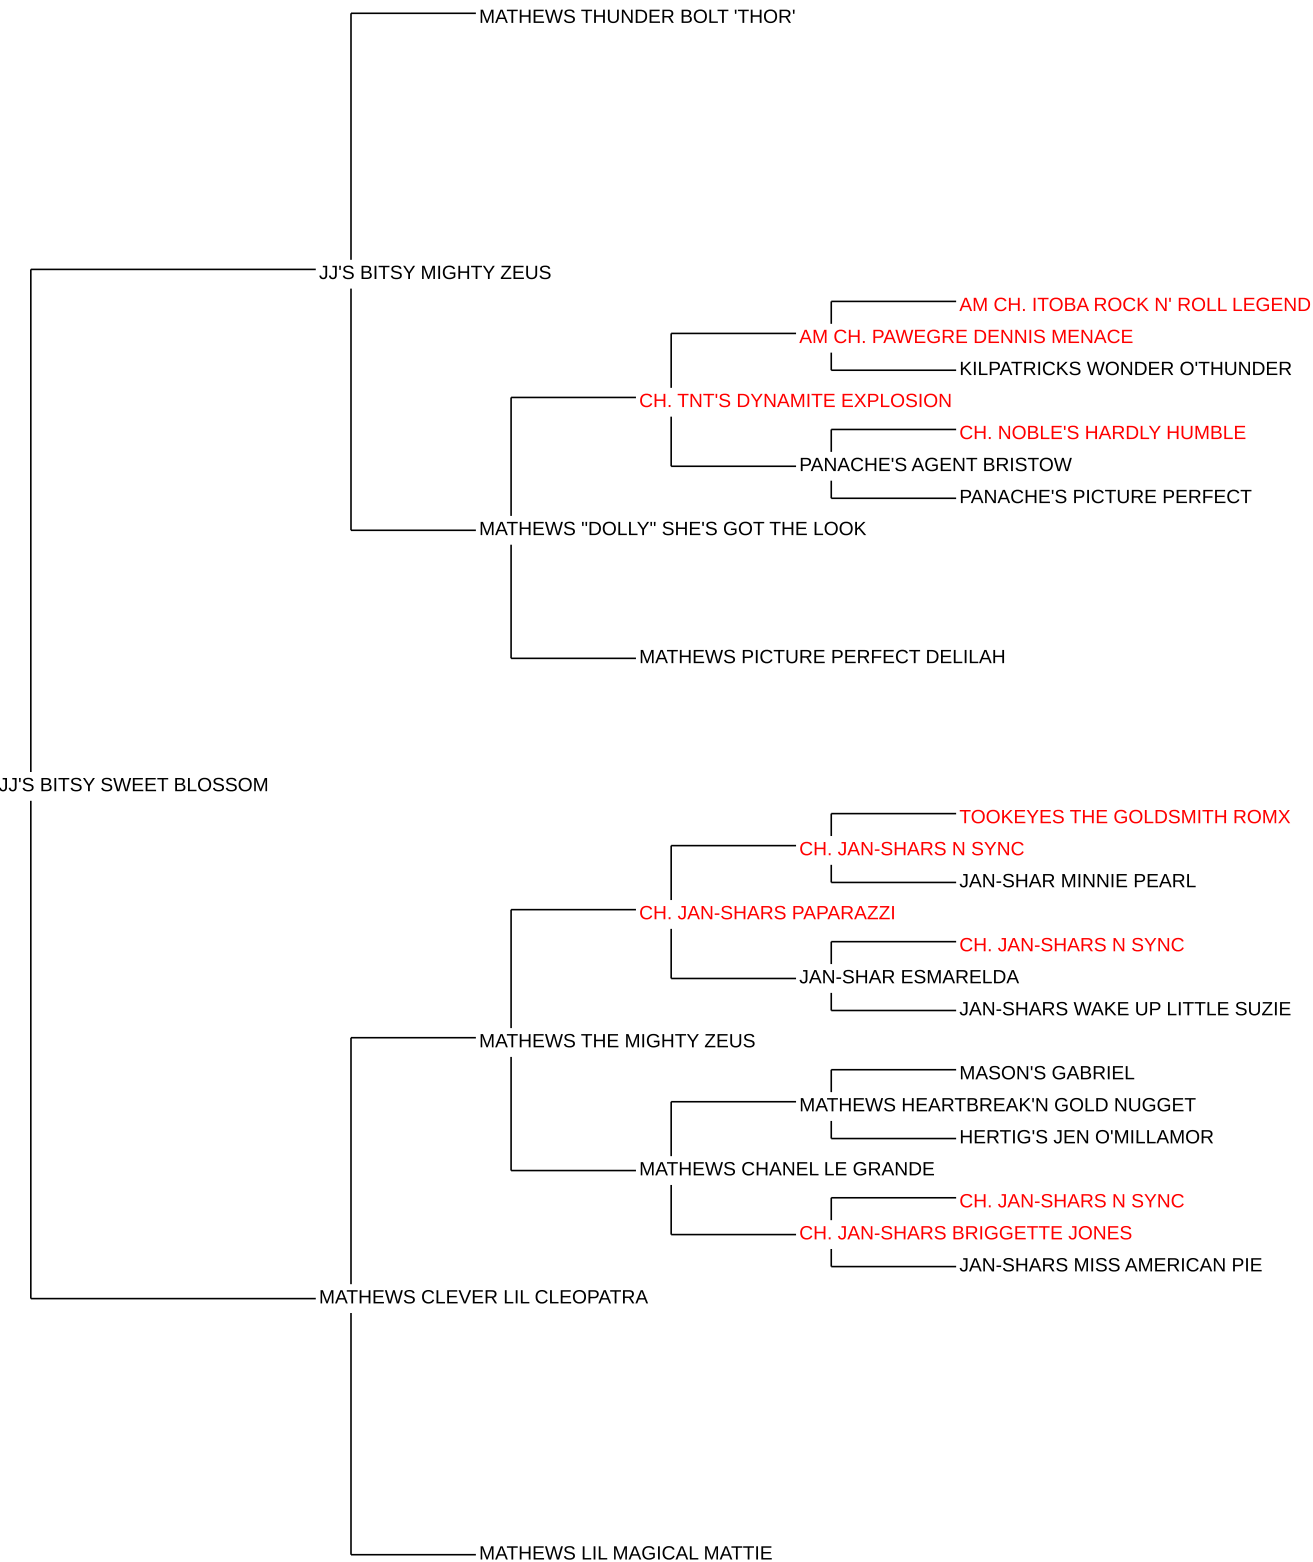 MATHEWS THUNDER BOLT 'THOR'
JJ'S BITSY MIGHTY ZEUS
AM CH. ITOBA ROCK N' ROLL LEGEND
AM CH. PAWEGRE DENNIS MENACE
KILPATRICKS WONDER O'THUNDER
CH. TNT'S DYNAMITE EXPLOSION
CH. NOBLE'S HARDLY HUMBLE
PANACHE'S AGENT BRISTOW
PANACHE'S PICTURE PERFECT
MATHEWS "DOLLY" SHE'S GOT THE LOOK
MATHEWS PICTURE PERFECT DELILAH
JJ'S BITSY SWEET BLOSSOM
TOOKEYES THE GOLDSMITH ROMX
CH. JAN-SHARS N SYNC
JAN-SHAR MINNIE PEARL
CH. JAN-SHARS PAPARAZZI
CH. JAN-SHARS N SYNC
JAN-SHAR ESMARELDA
JAN-SHARS WAKE UP LITTLE SUZIE
MATHEWS THE MIGHTY ZEUS
MASON'S GABRIEL
MATHEWS HEARTBREAK'N GOLD NUGGET
HERTIG'S JEN O'MILLAMOR
MATHEWS CHANEL LE GRANDE
CH. JAN-SHARS N SYNC
CH. JAN-SHARS BRIGGETTE JONES
JAN-SHARS MISS AMERICAN PIE
MATHEWS CLEVER LIL CLEOPATRA
MATHEWS LIL MAGICAL MATTIE